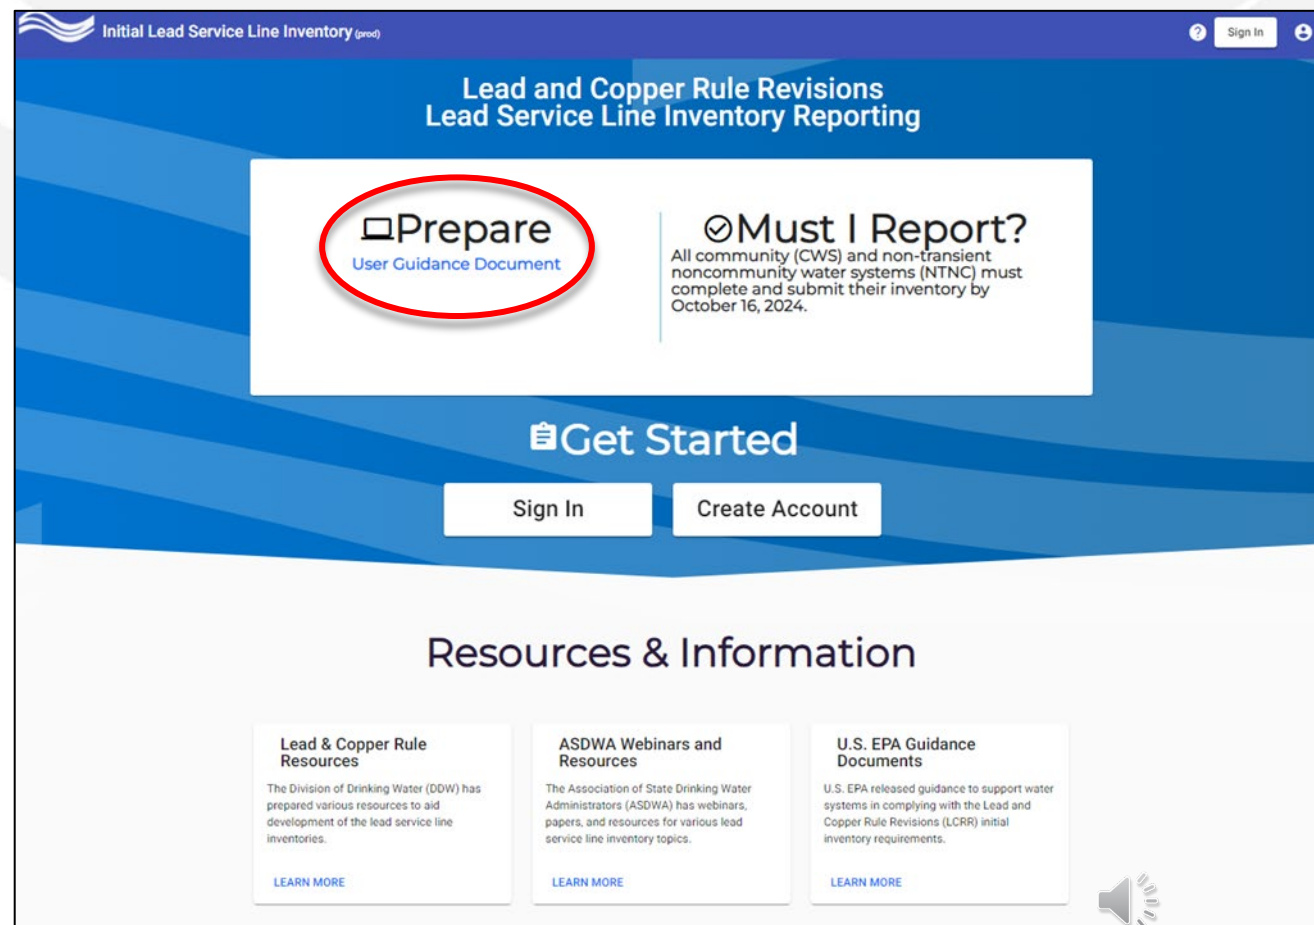 Initial Lead Service Line Inventory (prod)
? Sign In
Lead and Copper Rule Revisions
Lead Service Line Inventory Reporting
Prepare
User Guidance Document
Must I Report?
All community (CWS) and non-transient
noncommunity water systems (NTNC) must
complete and submit their inventory by
October 16, 2024.
Get Started
Sign In
Create Account
Resources & Information
Lead & Copper Rule
Resources
The Division of Drinking Water (DDW) has
prepared various resources to aid
development of the lead service line
inventories.
LEARN MORE
ASDWA Webinars and
Resources
The Association of State Drinking Water
Administrators (ASDWA) has webinars,
papers, and resources for various lead
service line inventory topics.
LEARN MORE
U.S. EPA Guidance
Documents
U.S. EPA released guidance to support water
systems in complying with the Lead and
Copper Rule Revisions (LCRR) initial
inventory requirements.
LEARN MORE